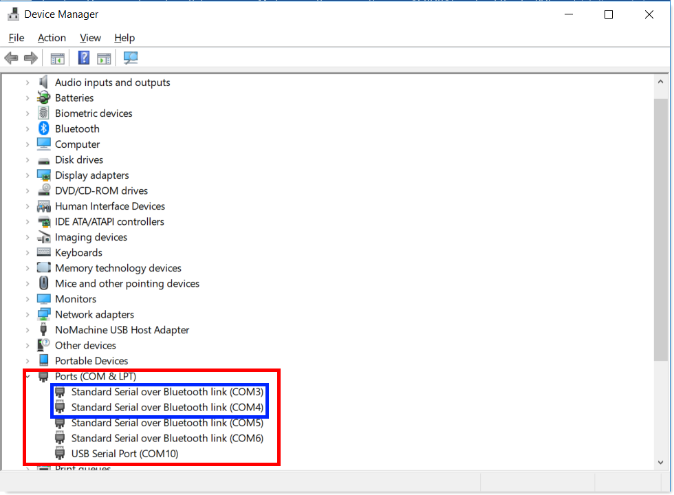 Device Manager
File Action View Help
Audio inputs and outputs
Batteries
Biometric devices
Bluetooth
Computer
Disk drives
Display adapters
DVD/CD-ROM drives
Human Interface Devices
IDE ATA/ATAPI controllers
Imaging devices
Keyboards
Memory technology devices
Mice and other pointing devices
Monitors
Network adapters
NoMachine USB Host Adapter
Other devices
Portable Devices
Ports (COM & LPT)
Standard Serial over Bluetooth link (COM3)
Standard Serial over Bluetooth link (COM4)
Standard Serial over Bluetooth link (COM5)
Standard Serial over Bluetooth link (COM6)
USB Serial Port (COM10)
Print queues